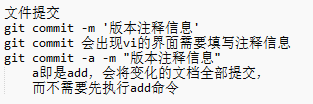 文件提交
git commit -m '版本注释信息'
git commit 会出现vi的界面需要填写注释信息
git commit -a -m "版本注释信息"
a即是add, 会将变化的文档全部提交，
而不需要先执行add命令